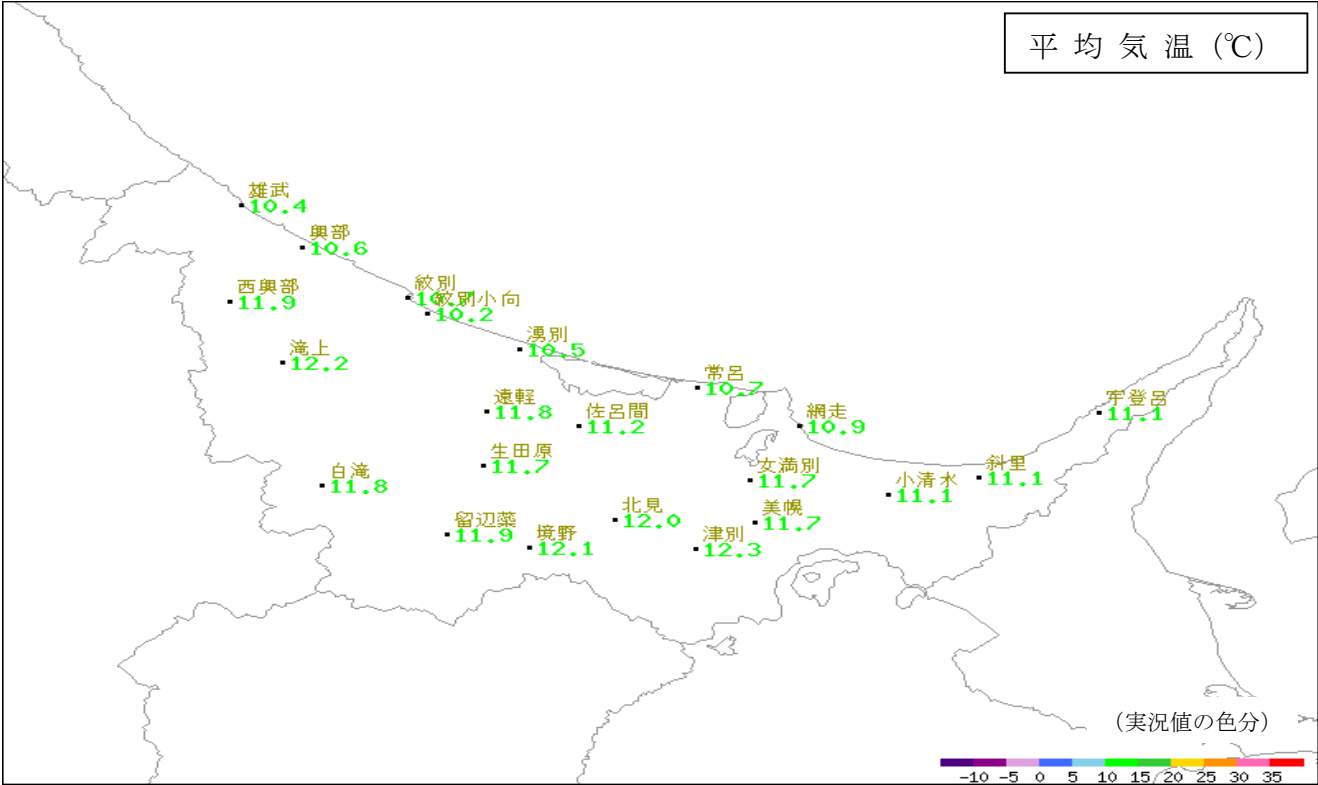 平均気温(℃)
雄武
10.4
興部
10.6
西興部
11.9
紋別
10.7
紋別小向
10.2
滝上
12.2
湧別
10.5
常呂
10.7
遠軽
11.8
佐呂間
11.2
網走
10.9
宇登呂
11.1
生田原
11.7
白滝
11.8
女満別
11.7
小清水
11.1
斜里
11.1
留辺蘂
11.9
境野
12.1
北見
12.0
美幌
11.7
津別
12.3
(実況値の色分)
-10 -5 0 5 10 15 20 25 30 35